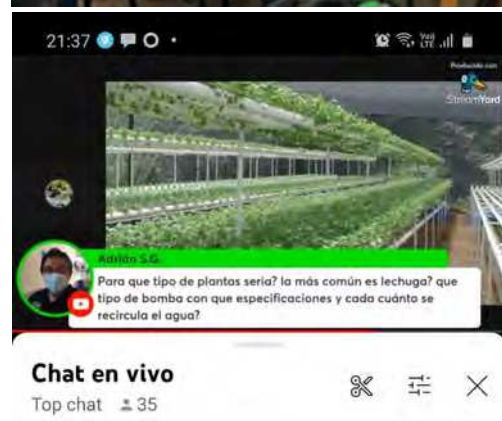 21:37
Producido con
StreamYard
Adrián S.G.
Para que tipo de plantas seria? la más común es lechuga? que
tipo de bomba con que especificaciones y cada cuánto se
recircula el agua?
Chat en vivo
Top chat 35